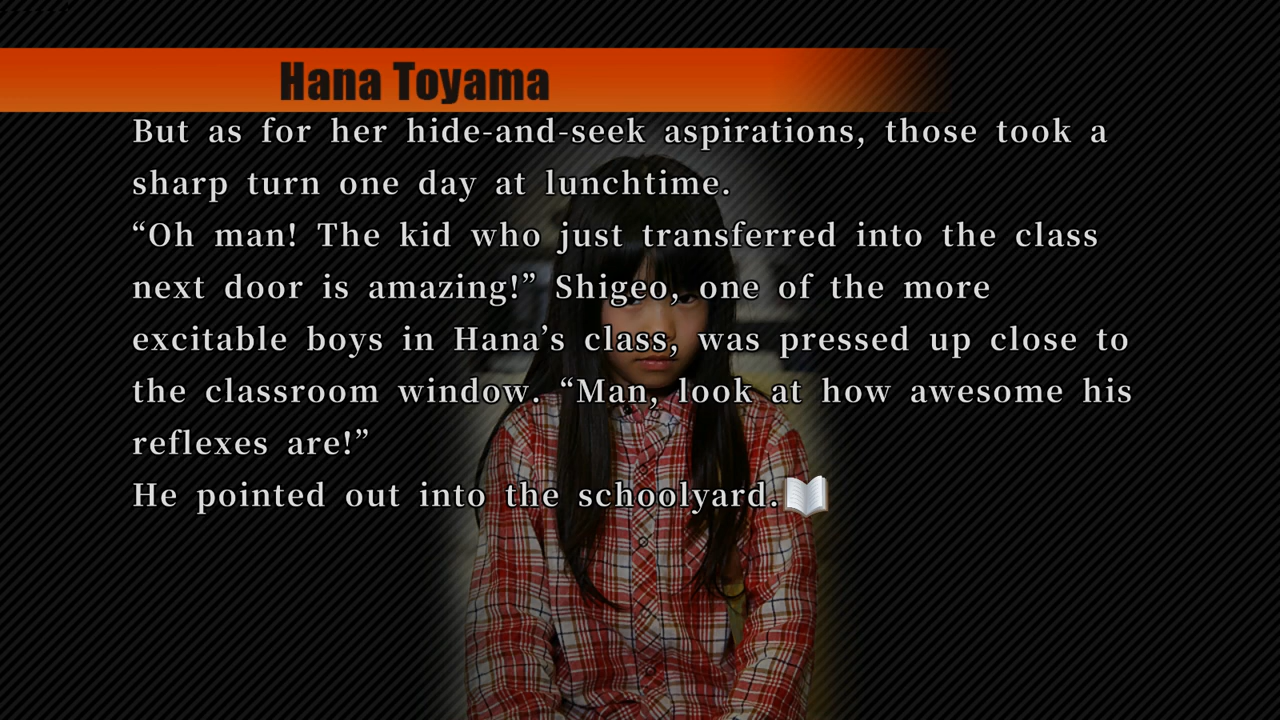 Hana Toyama
But as for her hide-and-seek aspirations, those took a
sharp turn one day at lunchtime.
“Oh man! The kid who just transferred into the class
next door is amazing!” Shigeo, one of the more
excitable boys in Hana’s class, was pressed up close to
the classroom window. “Man, look at how awesome his
reflexes are!”
He pointed out into the schoolyard.